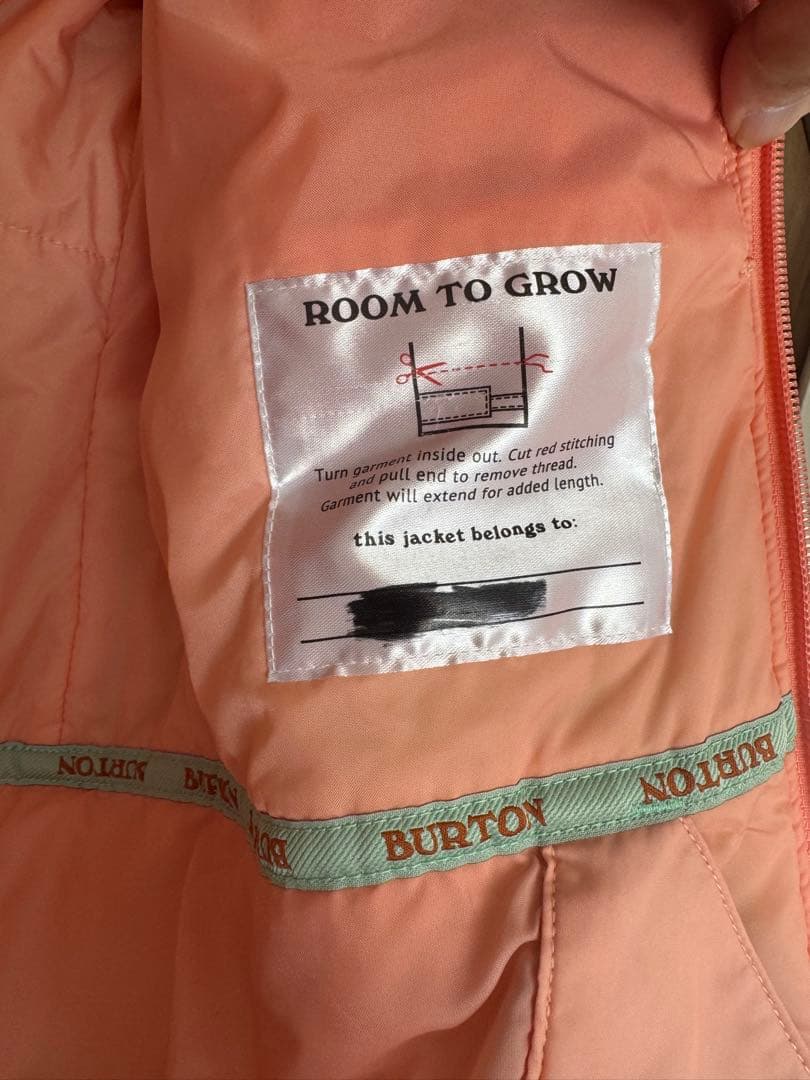 ROOM TO GROW
Turn garment inside out. Cut red stitching
and pull end to remove thread.
Garment will extend for added length.
this jacket belongs to:
BURTON BURTON BURTON BURTON BURTON